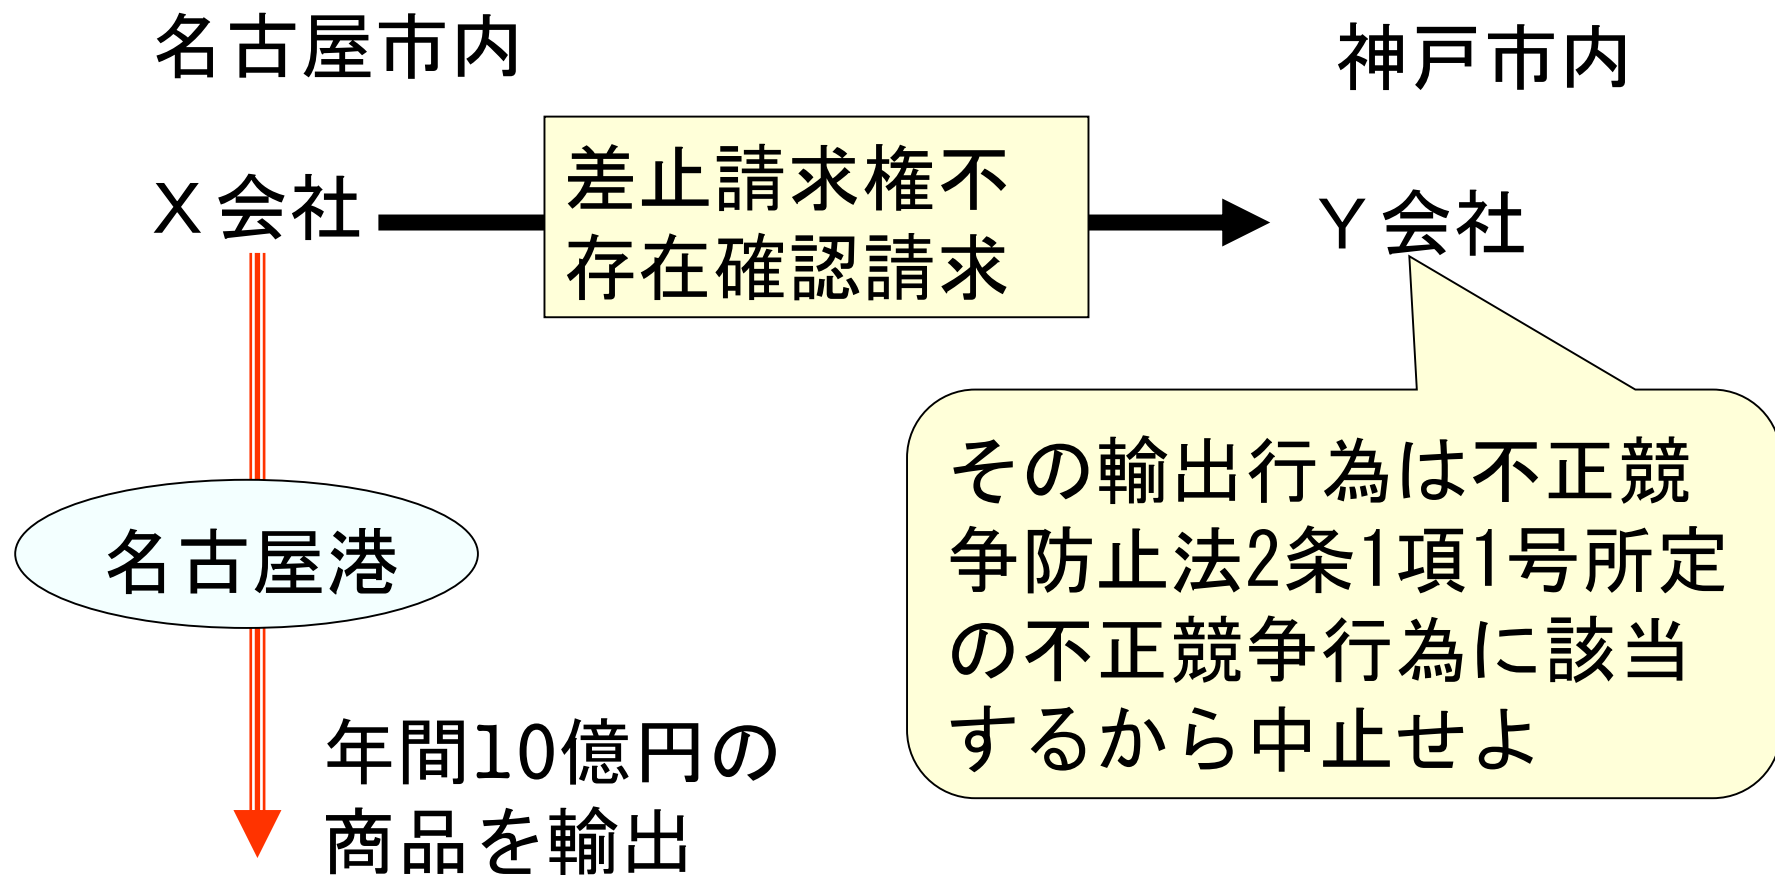 名古屋市内
神戸市内
X会社
差止請求権不
存在確認請求
Y会社
その輸出行為は不正競
争防止法2条1項1号所定
の不正競争行為に該当
するから中止せよ
名古屋港
年間10億円の
商品を輸出